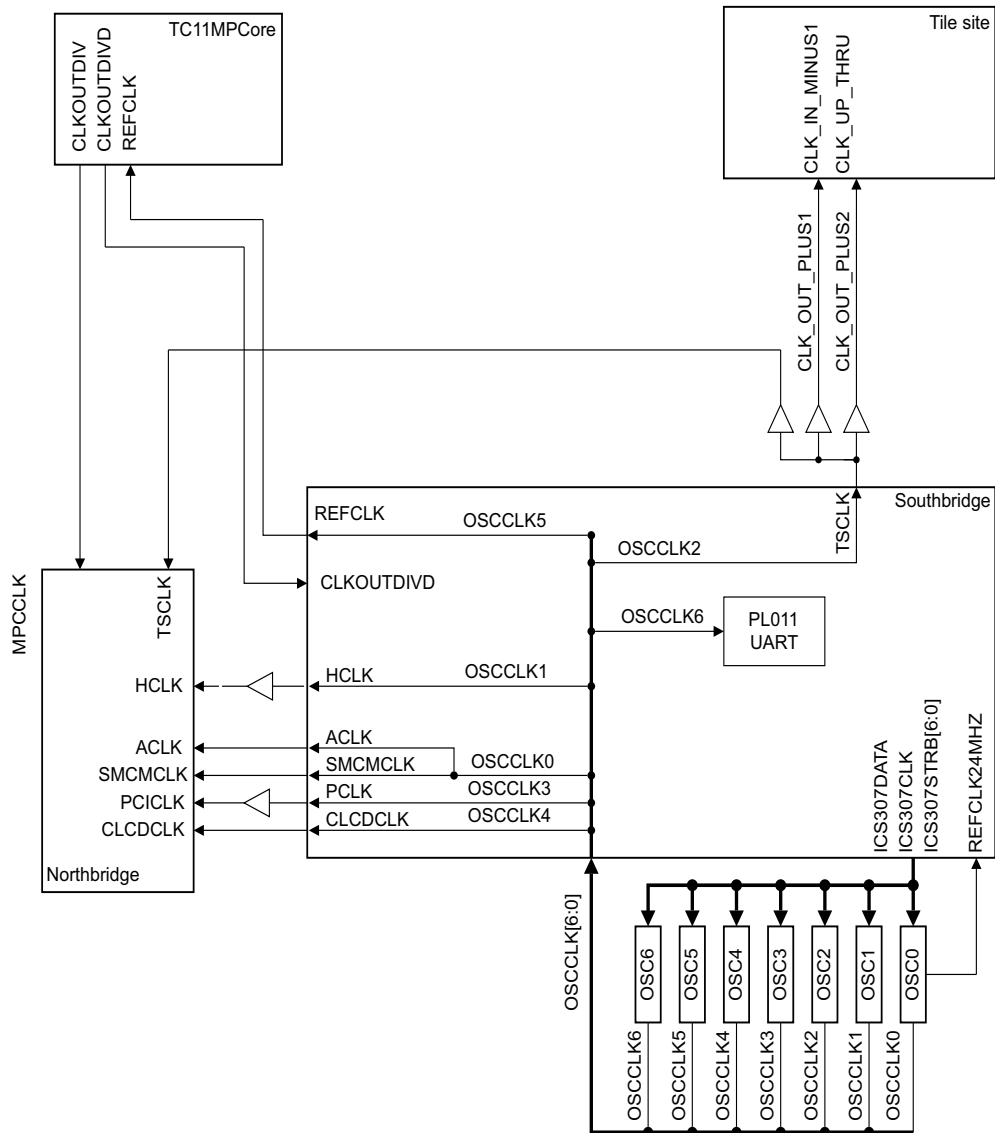 TC11MPCore
CLKOUTDIV
CLKOUTDIVD
REFCLK
Tile site
CLK_IN_MINUS1
CLK_UP_THRU
CLK_OUT_PLUS1
CLK_OUT_PLUS2
Southbridge
REFCLK
OSCCLK5
OSCCLK2
TSCLK
CLKOUTDIVD
OSCCLK6
PL011
UART
MPCCLK
TSCLK
HCLK
HCLK
OSCCLK1
ACLK
ACLK
SMCMCLK
SMCMCLK
OSCCLK0
PCICLK
PCLK
OSCCLK3
CLCDCLK
CLCDCLK
OSCCLK4
Northbridge
ICS307DATA
ICS307CLK
ICS307STRB[6:0]
REFCLK24MHZ
OSCCLK[6:0]
OSC6
OSC5
OSC4
OSC3
OSC2
OSC1
OSC0
OSCCLK6
OSCCLK5
OSCCLK4
OSCCLK3
OSCCLK2
OSCCLK1
OSCCLK0